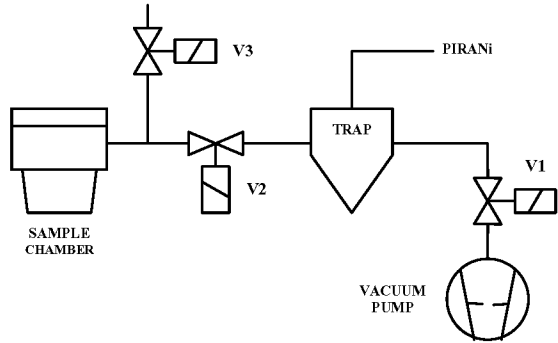 V3
PIRANi
TRAP
V1
V2
SAMPLE
CHAMBER
VACUUM
PUMP